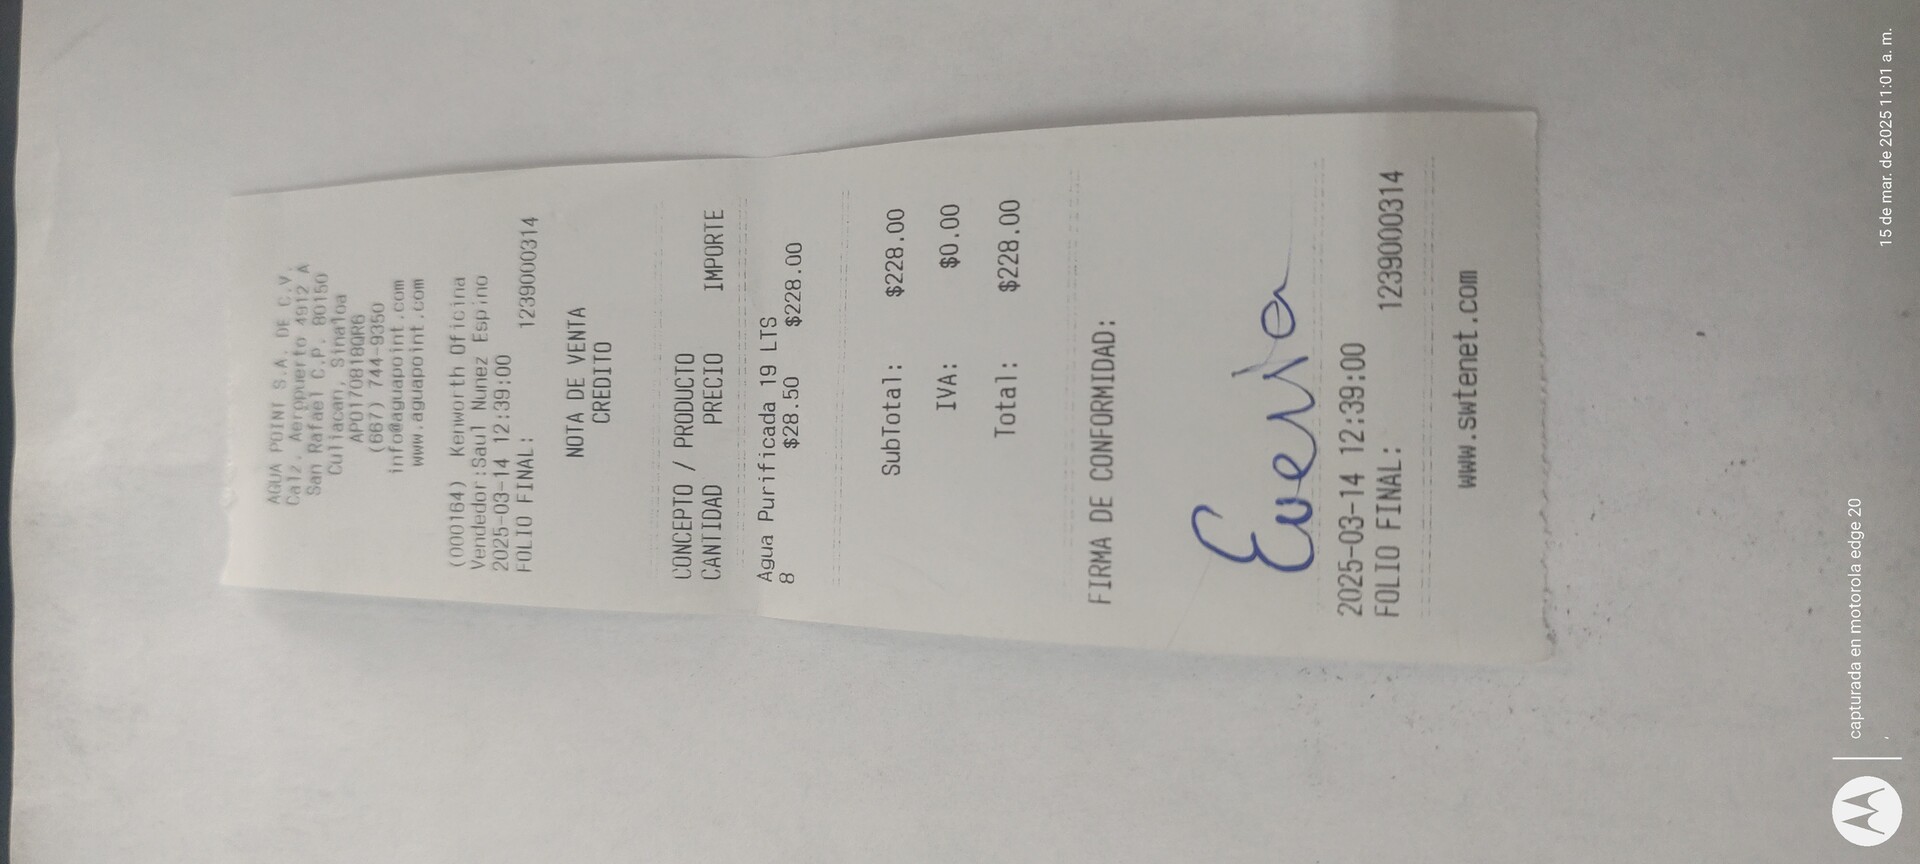 AGUA POINT S.A. DE C.V.
Calz. Aeropuerto 4912 A
San Rafael C.P. 80150
Culiacan, Sinaloa
APO170818QR6
(667) 744-9350
info@aguapoint.com
www.aguapoint.com
(000164) Kenworth Oficina
Vendedor:Saul Nunez Espino
2025-03-14 12:39:00
FOLIO FINAL: 1239000314
NOTA DE VENTA
CREDITO
CONCEPTO / PRODUCTO
CANTIDAD PRECIO IMPORTE
Agua Purificada 19 LTS
8 $28.50 $228.00
SubTotal: $228.00
IVA: $0.00
Total: $228.00
FIRMA DE CONFORMIDAD:
2025-03-14 12:39:00
FOLIO FINAL: 1239000314
www.swtenet.com
capturada en motorola edge 20
15 de mar. de 2025 11:01 a. m.